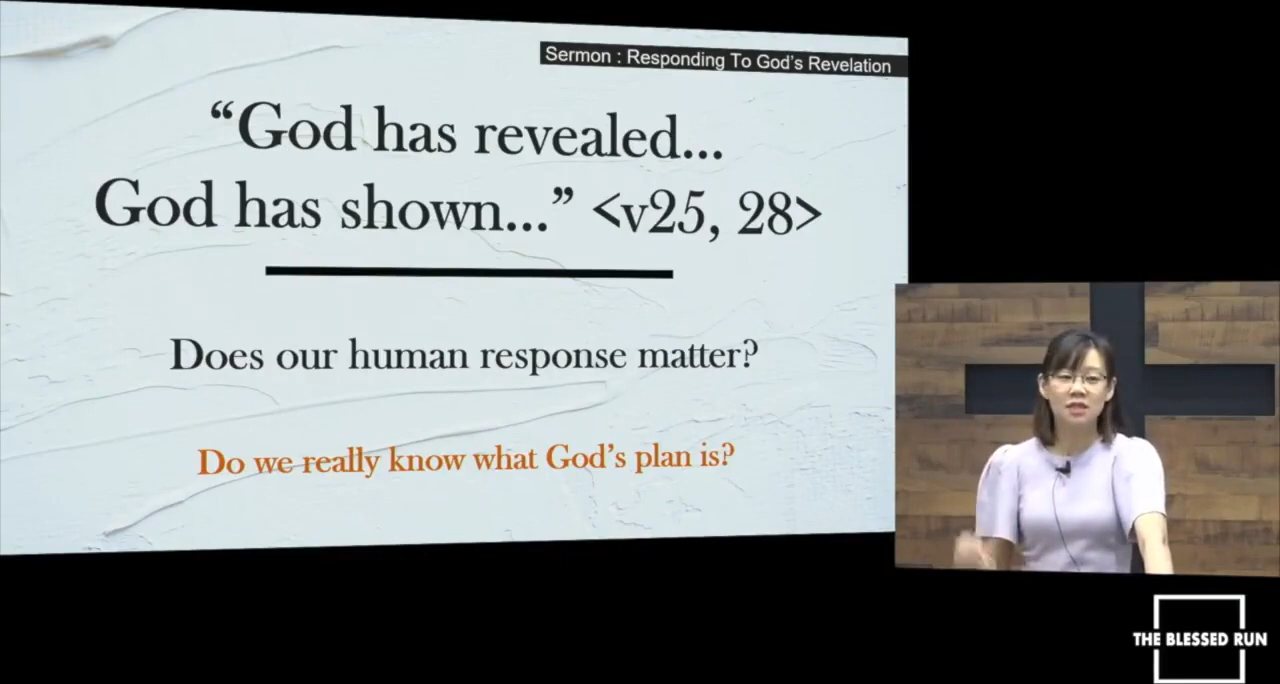 Sermon : Responding To God's Revelation
“God has revealed...
God has shown...” <v25, 28>
Does our human response matter?
Do we really know what God's plan is?
THE BLESSED RUN